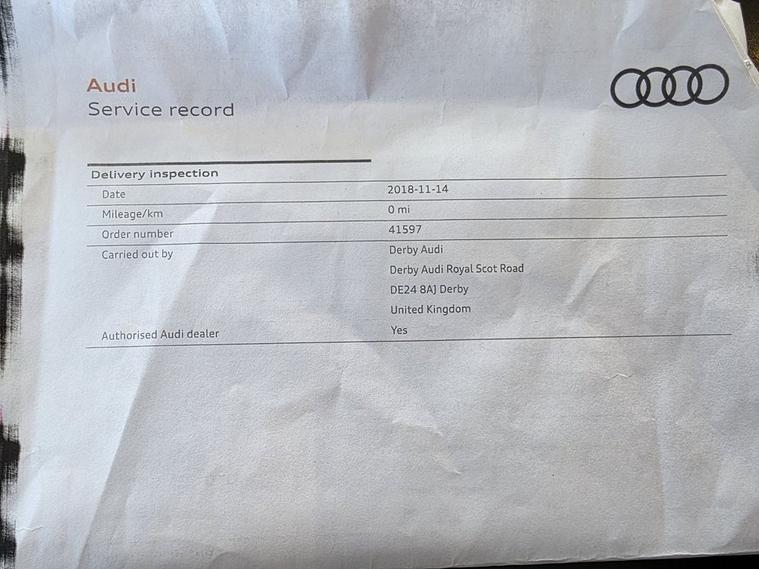 Audi
Service record
Delivery inspection
Date 2018-11-14
Mileage/km 0 mi
Order number 41597
Carried out by Derby Audi
Derby Audi Royal Scot Road
DE24 8AJ Derby
United Kingdom
Authorised Audi dealer Yes